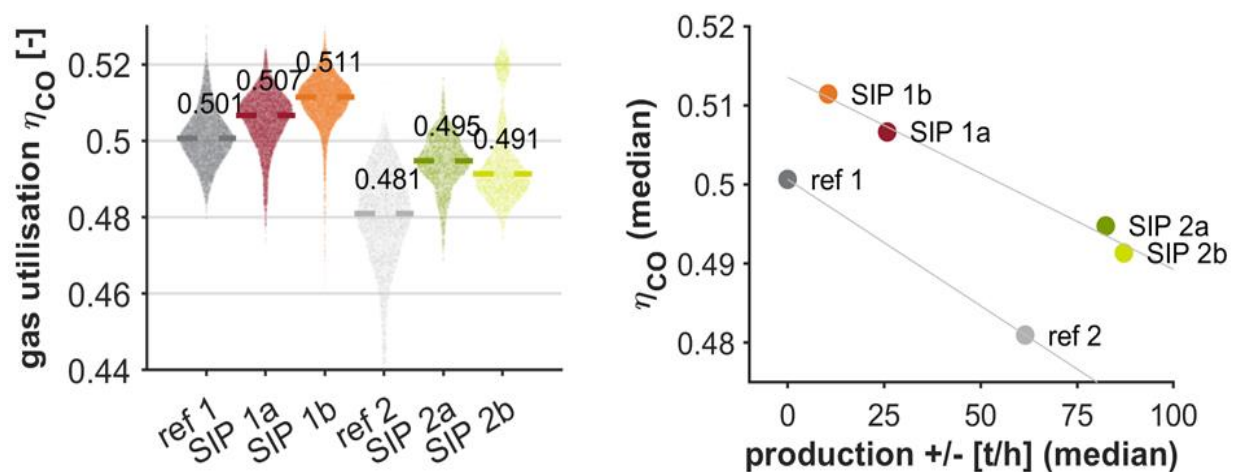 gas utilisation ηCO [-]
0.52
0.5
0.48
0.46
0.44
0.501
0.507
0.511
0.481
0.495
0.491
ref 1
SIP 1a
SIP 1b
ref 2
SIP 2a
SIP 2b
ηCO (median)
0.52
0.51
0.5
0.49
0.48
SIP 1b
SIP 1a
ref 1
SIP 2a
SIP 2b
ref 2
0
25
50
75
100
production +/- [t/h] (median)